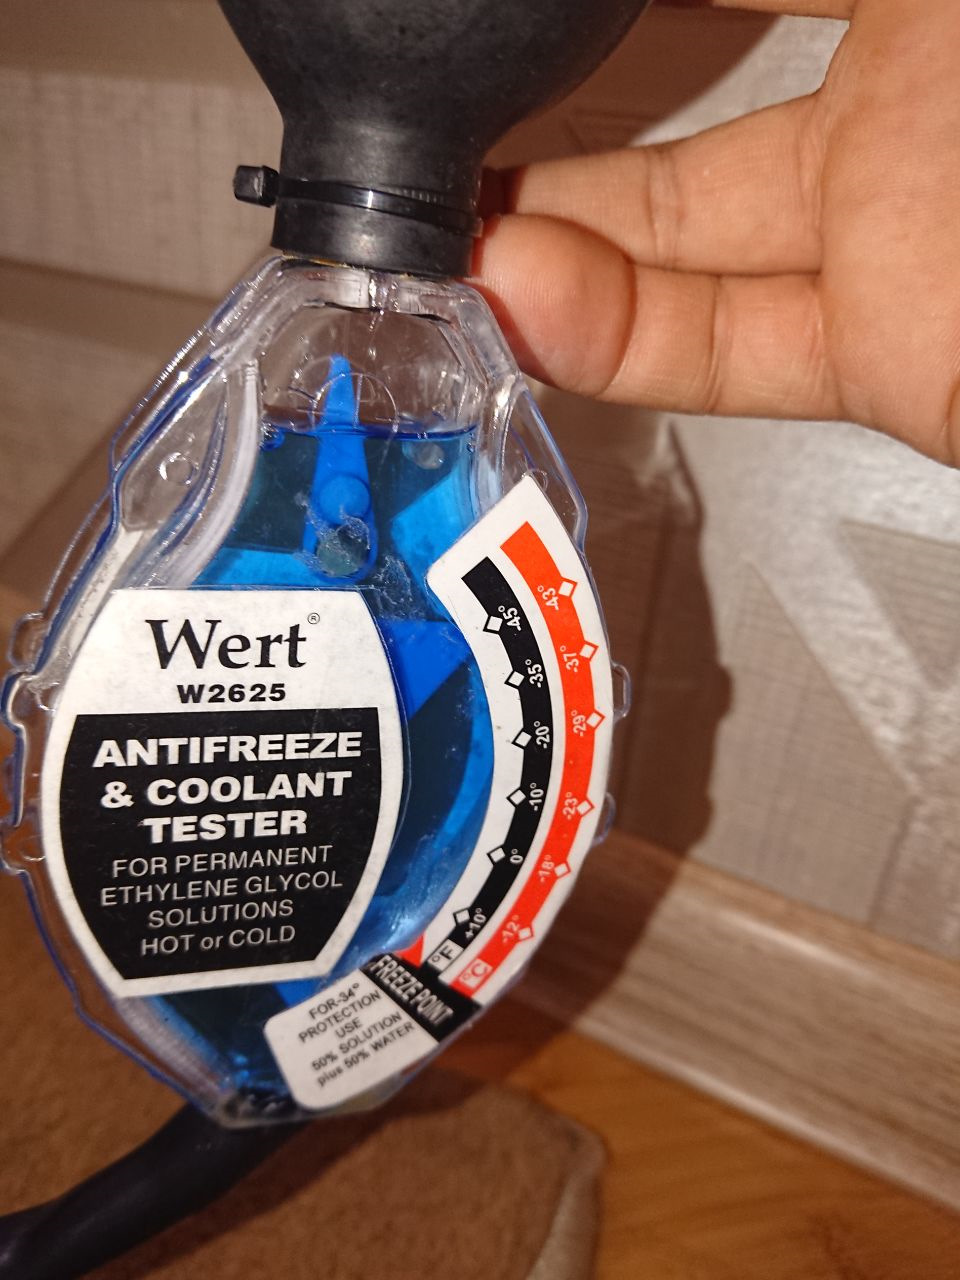 Wert®
W2625
ANTIFREEZE
& COOLANT
TESTER
FOR PERMANENT
ETHYLENE GLYCOL
SOLUTIONS
HOT or COLD
45°
-35°
-20°
-10°
0°
+10°
°F
43°
-37°
-29°
-23°
-18°
-12°
°C
FREEZE POINT
FOR-34°
PROTECTION
USE
50% SOLUTION
plus 50% WATER